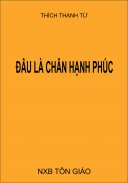 THÍCH THANH TỪ
ĐÂU LÀ CHÂN HẠNH PHÚC
NXB TÔN GIÁO